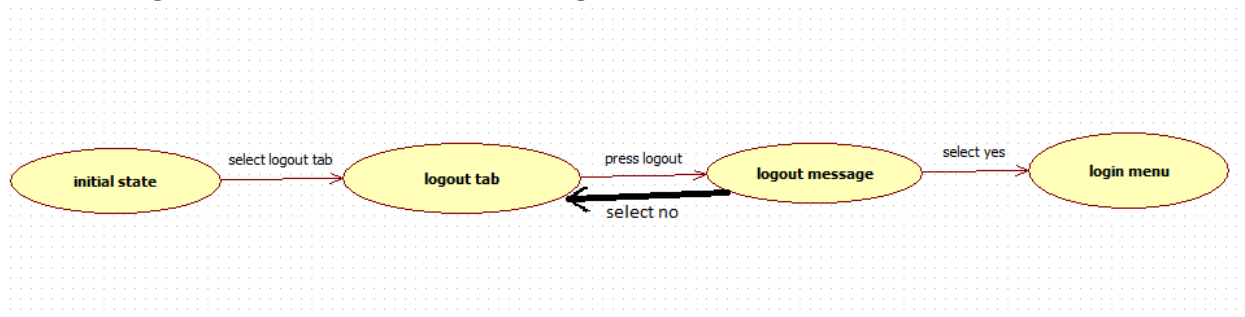 select logout tab
press logout
select yes
initial state
logout tab
logout message
login menu
select no